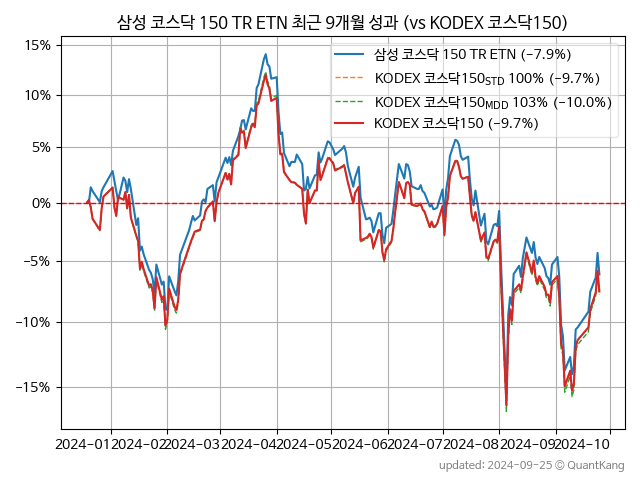 삼성 코스닥 150 TR ETN 최근 9개월 성과 (vs KODEX 코스닥150)
삼성 코스닥 150 TR ETN (−7.9%)
KODEX 코스닥150STD 100% (−9.7%)
KODEX 코스닥150MDD 103% (−10.0%)
KODEX 코스닥150 (−9.7%)
15%
10%
5%
0%
−5%
−10%
−15%
2024-01 2024-02 2024-03 2024-04 2024-05 2024-06 2024-07 2024-08 2024-09 2024-10
updated: 2024-09-25 © QuantKang